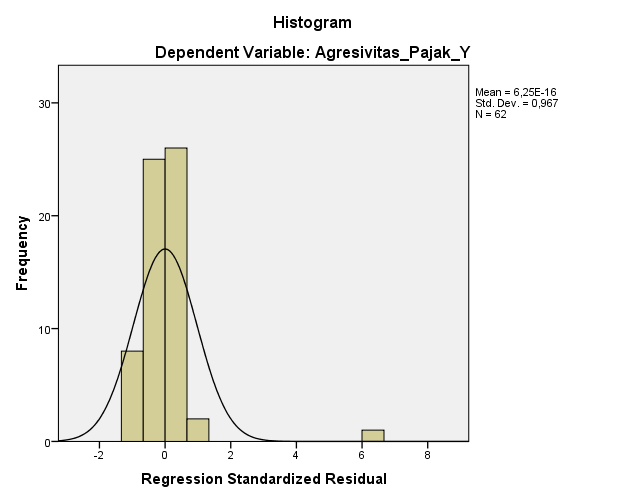 Histogram
Dependent Variable: Agresivitas_Pajak_Y
Mean = 6,25E-16
Std. Dev. = 0,967
N = 62
Frequency
30
20
10
0
-2
0
2
4
6
8
Regression Standardized Residual